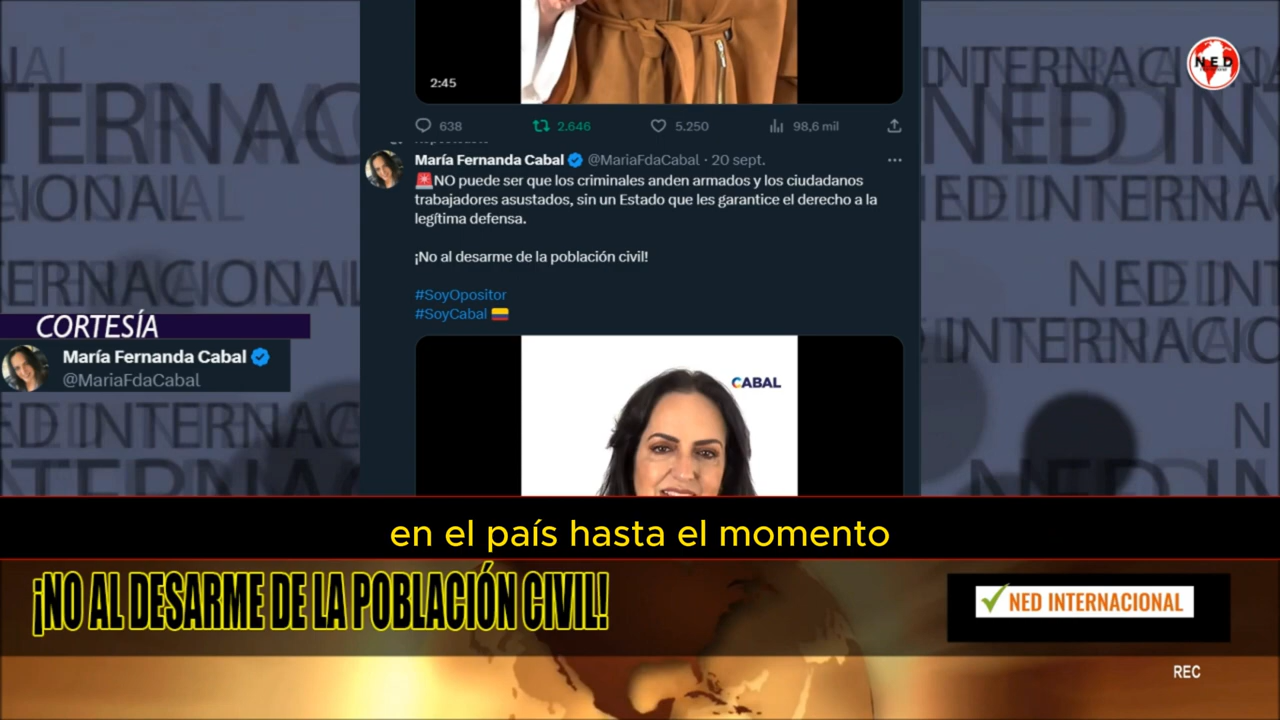 2:45
638
2.646
5.250
98,6 mil
NED
María Fernanda Cabal @MariaFdaCabal · 20 sept.
NO puede ser que los criminales anden armados y los ciudadanos
trabajadores asustados, sin un Estado que les garantice el derecho a la
legítima defensa.
¡No al desarme de la población civil!
#SoyOpositor
#SoyCabal
CORTESÍA
María Fernanda Cabal
@MariaFdaCabal
CABAL
en el país hasta el momento
¡NO AL DESARME DE LA POBLACIÓN CIVIL!
NED INTERNACIONAL
REC